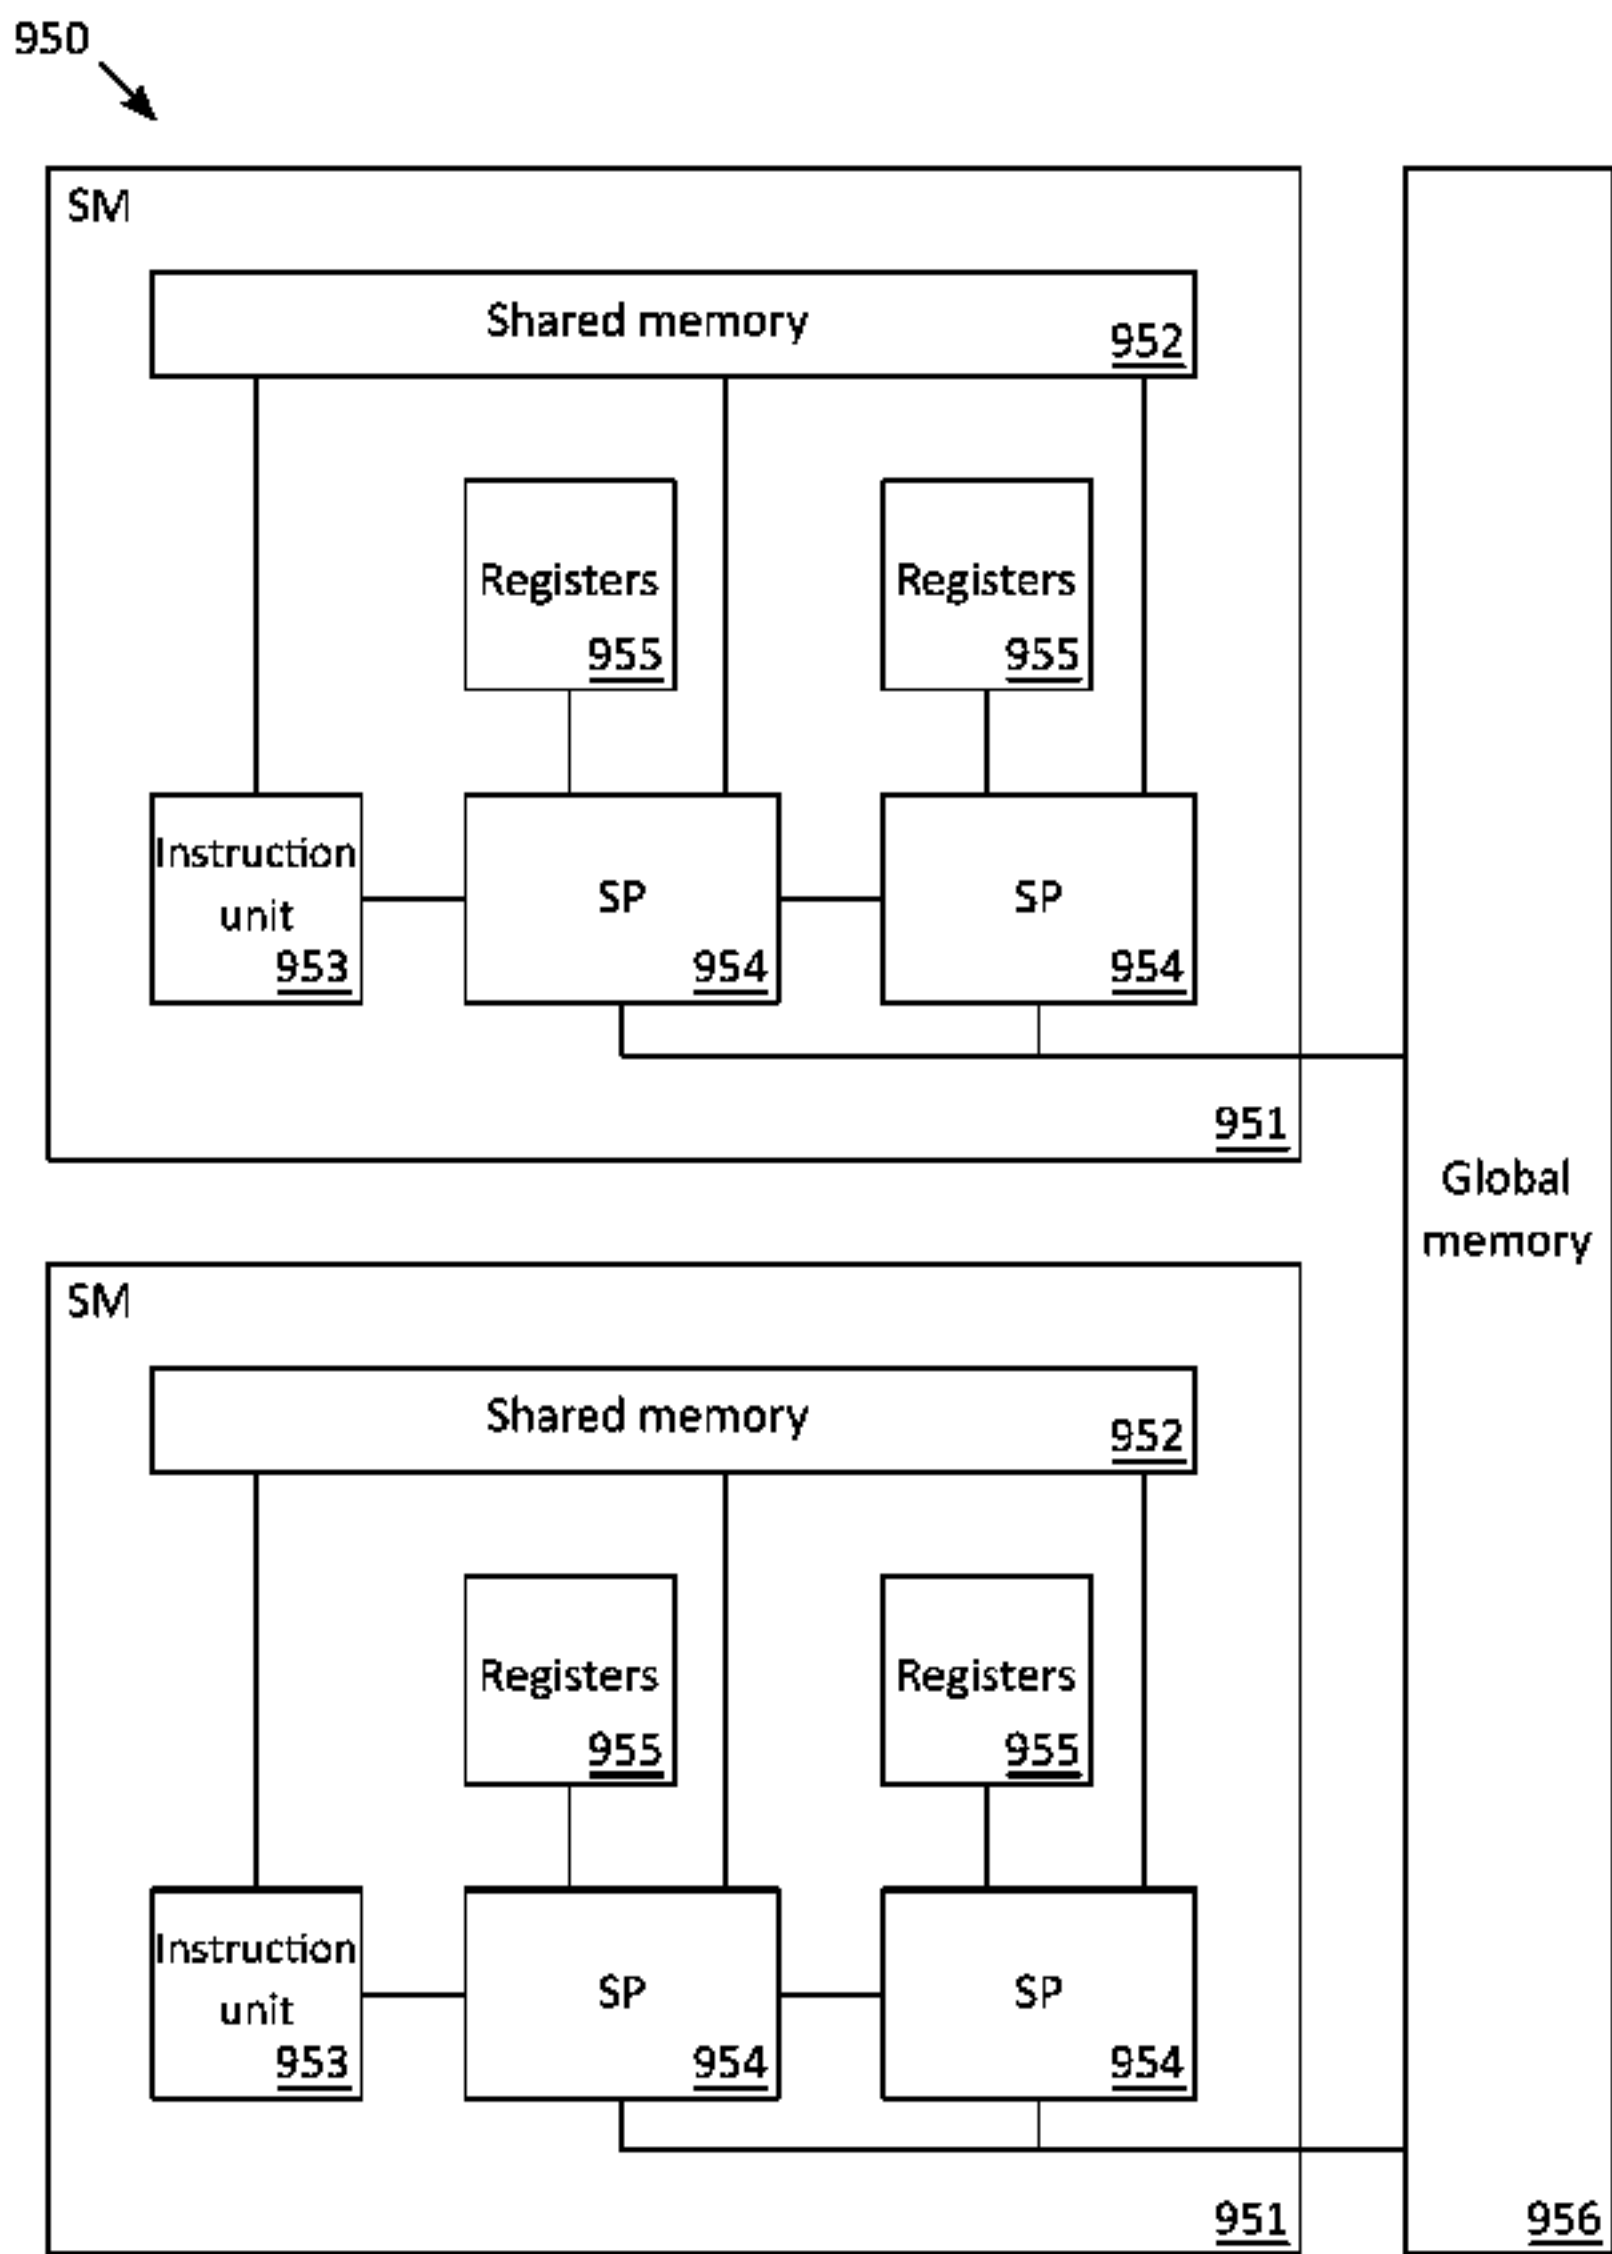 950
SM
Shared memory
952
Registers
955
Registers
955
Instruction
unit
953
SP
954
SP
954
951
Global
memory
SM
Shared memory
952
Registers
955
Registers
955
Instruction
unit
953
SP
954
SP
954
951
956